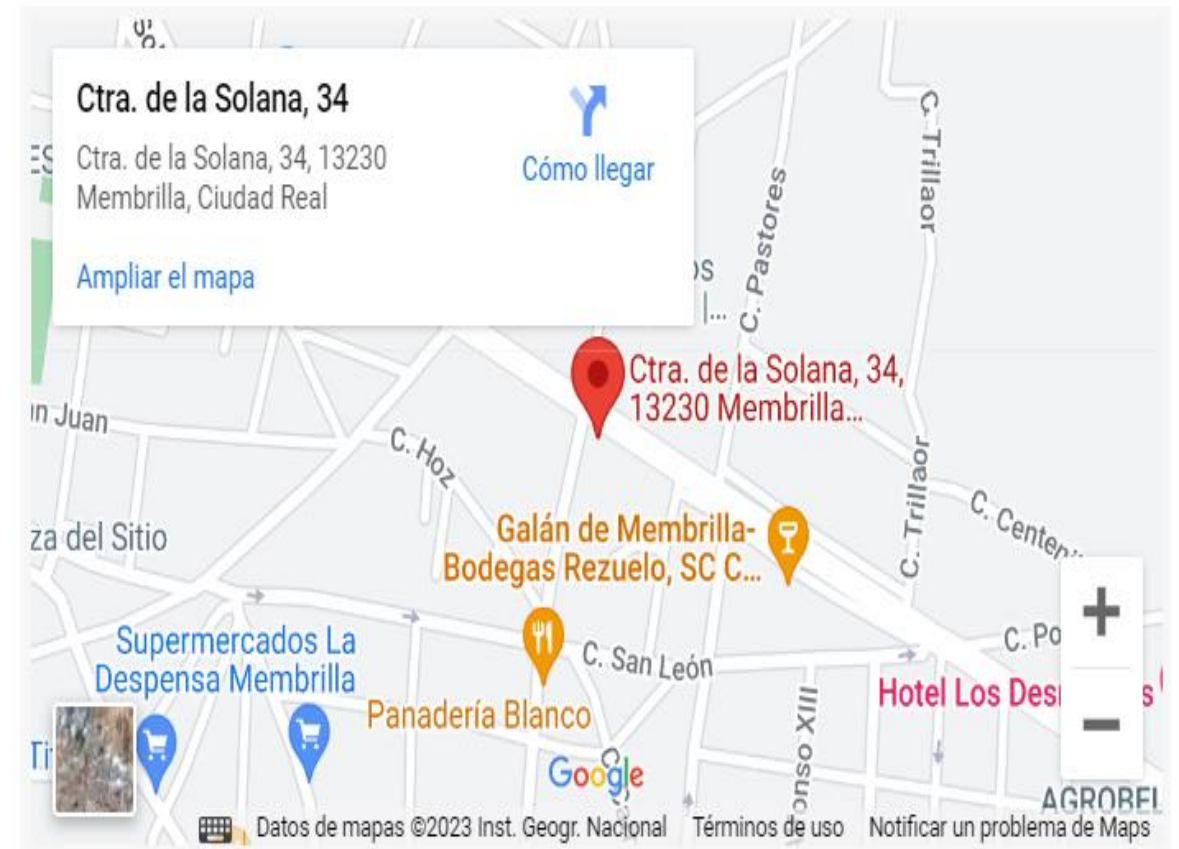 Ctra. de la Solana, 34
Ctra. de la Solana, 34, 13230
Membrilla, Ciudad Real
Cómo llegar
Ampliar el mapa
C. Trillaor
C. Pastores
Ctra. de la Solana, 34,
13230 Membrilla...
Juan
C. Hoz
C. Trillaor
C. Centen
za del Sitio
Galán de Membrilla-
Bodegas Rezuelo, SC C...
+
C. Po
Supermercados La
Despensa Membrilla
C. San León
Hotel Los Des
Panadería Blanco
onso XIII
−
Google
AGROBEL
Datos de mapas ©2023 Inst. Geogr. Nacional
Términos de uso
Notificar un problema de Maps